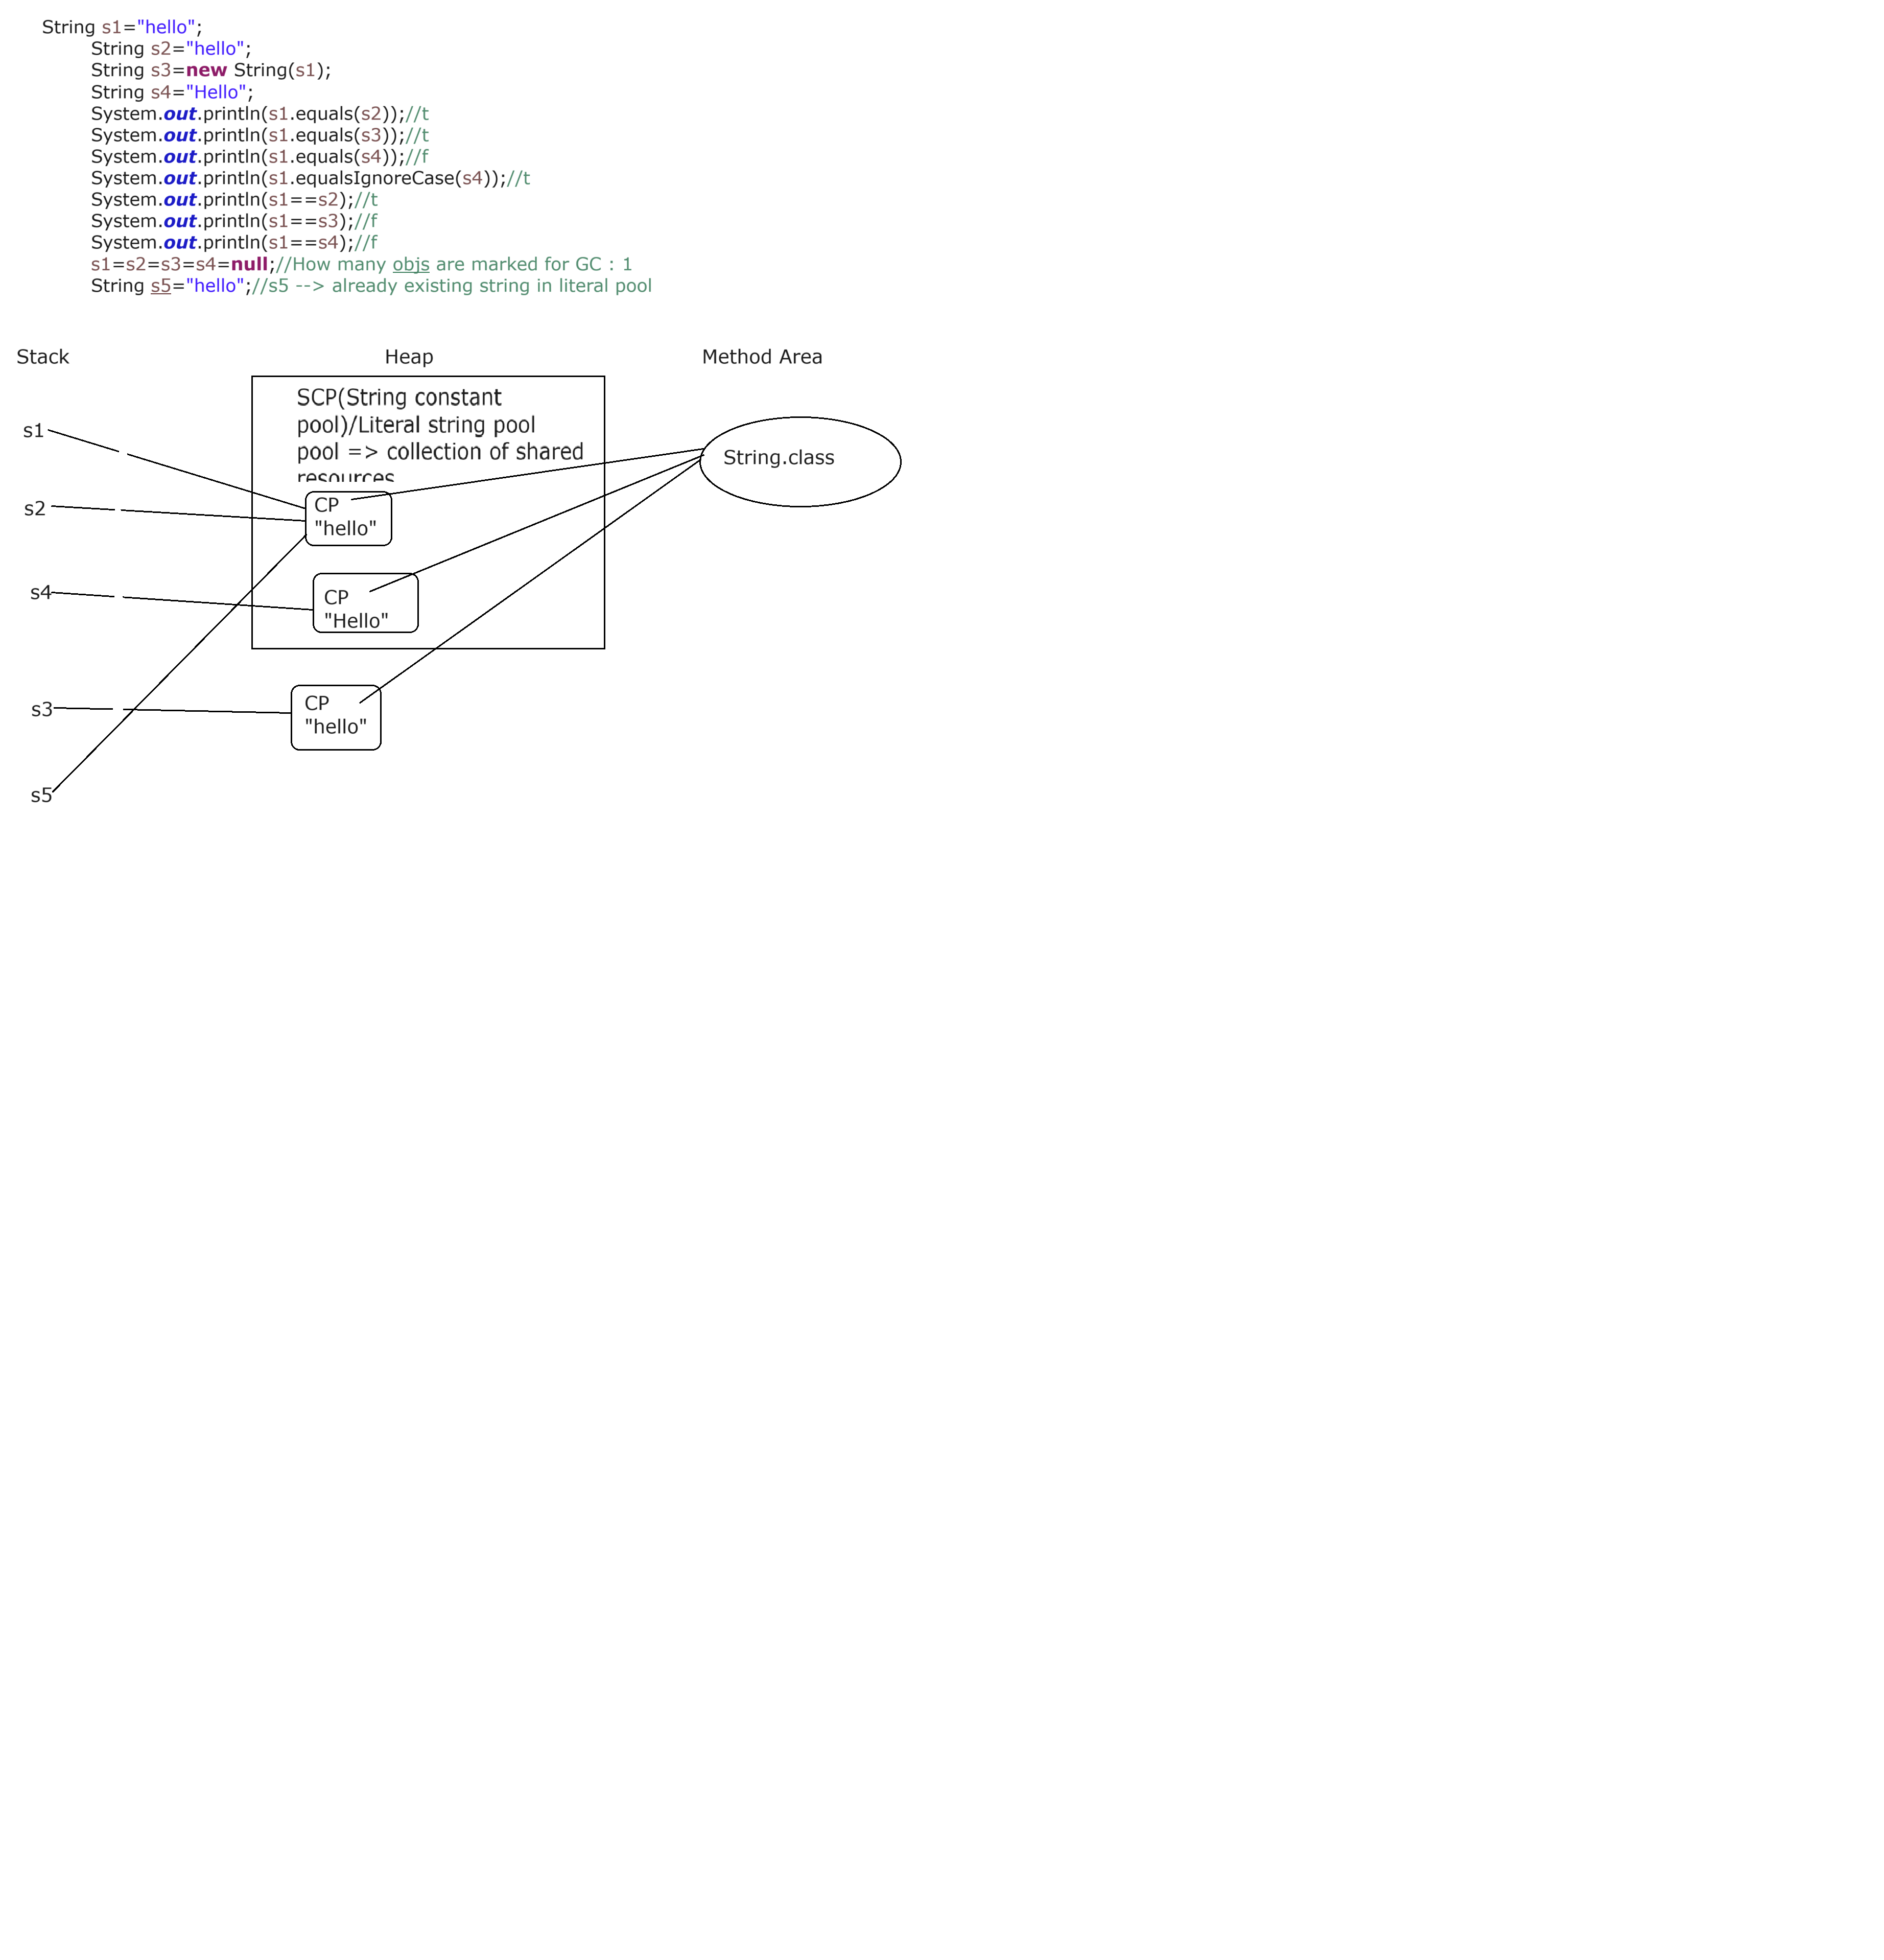 String s1="hello";
String s2="hello";
String s3=new String(s1);
String s4="Hello";
System.out.println(s1.equals(s2));//t
System.out.println(s1.equals(s3));//t
System.out.println(s1.equals(s4));//f
System.out.println(s1.equalsIgnoreCase(s4));//t
System.out.println(s1==s2);//t
System.out.println(s1==s3);//f
System.out.println(s1==s4);//f
s1=s2=s3=s4=null;//How many objs are marked for GC : 1
String s5="hello";//s5 --> already existing string in literal pool
Stack
Heap
Method Area
SCP(String constant
pool)/Literal string pool
pool => collection of shared
resources
s1
String.class
s2
CP
"hello"
s4
CP
"Hello"
s3
CP
"hello"
s5